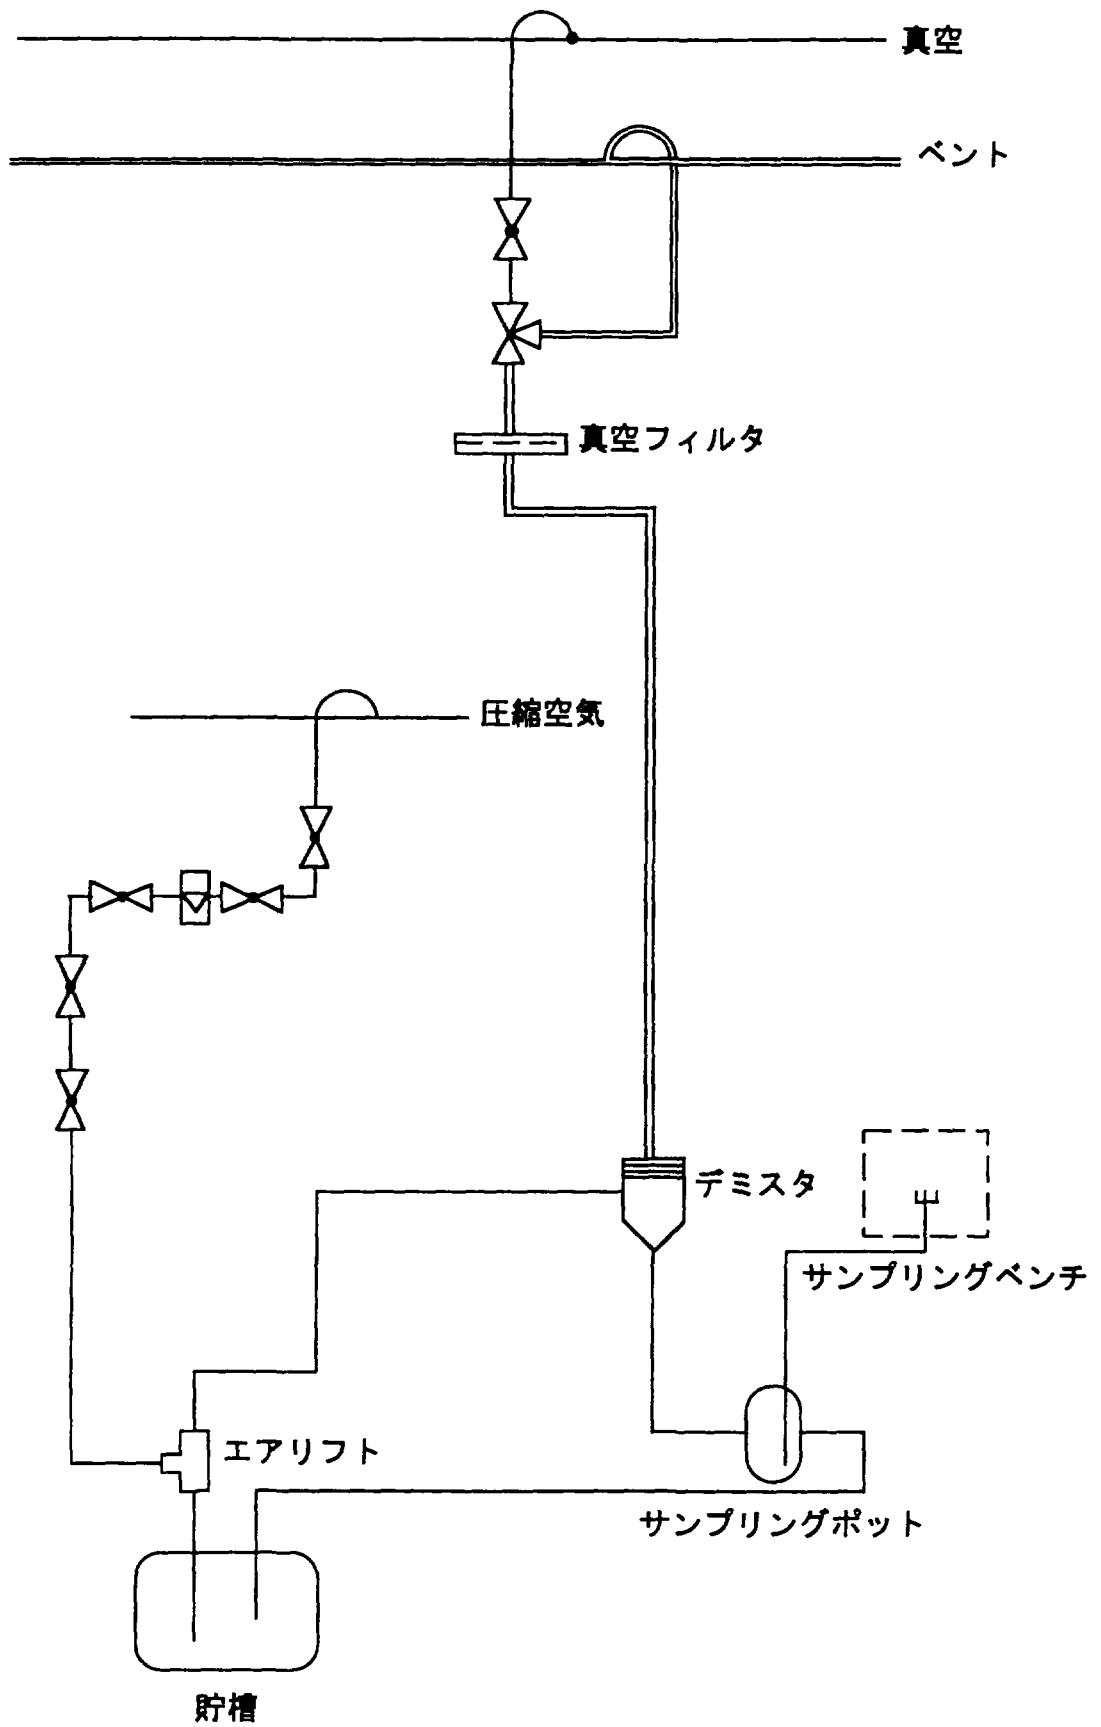 真空
ベント
真空フィルタ
圧縮空気
デミスタ
サンプリングベンチ
エアリフト
サンプリングポット
貯槽